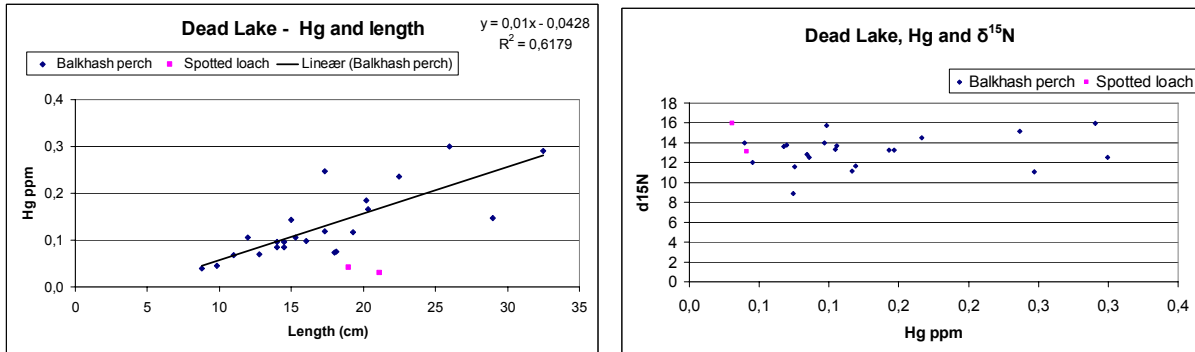 Dead Lake -  Hg and length
y = 0,01x - 0,0428
R² = 0,6179
Balkhash perch  Spotted loach  Lineær (Balkhash perch)
0,4
0,3
0,2
0,1
0,0
Hg ppm
0 5 10 15 20 25 30 35
Length (cm)
Dead Lake, Hg and δ¹⁵N
Balkhash perch  Spotted loach
18
16
14
12
10
8
6
4
2
0
d15N
0,0 0,1 0,1 0,2 0,2 0,3 0,3 0,4
Hg ppm